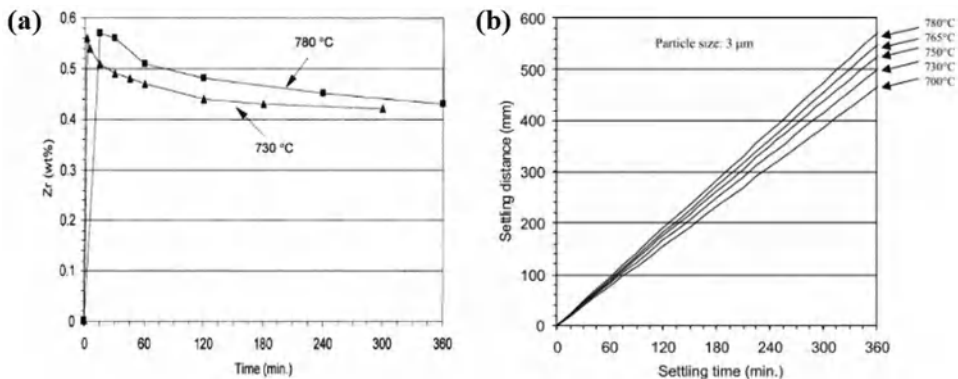 (a)
0.6
0.5
0.4
0.3
0.2
0.1
0
Zr (wt%)
780 °C
730 °C
0 60 120 180 240 300 360
Time (min.)
(b)
600
500
400
300
200
100
0
Settling distance (mm)
Particle size: 3 μm
780°C
765°C
750°C
730°C
700°C
0 60 120 180 240 300 360
Settling time (min.)